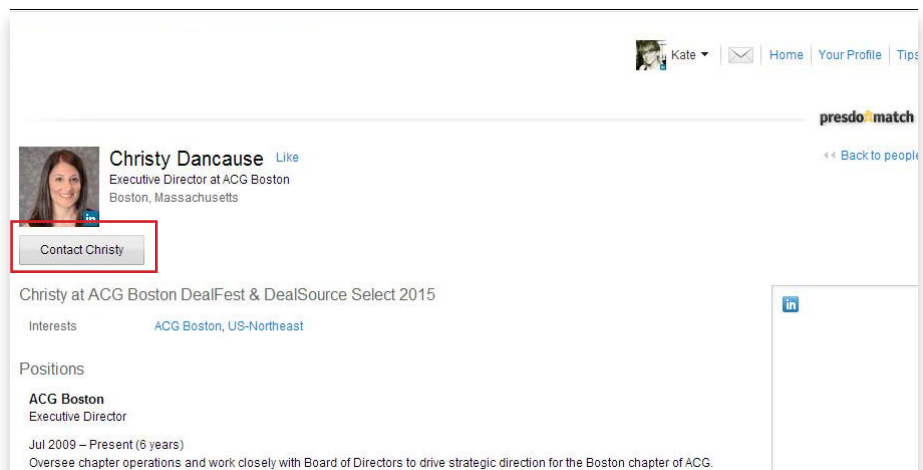 Kate Home Your Profile Tips
presdo match
Back to people
Christy Dancause Like
Executive Director at ACG Boston
Boston, Massachusetts
in
Contact Christy
Christy at ACG Boston DealFest & DealSource Select 2015
in
Interests ACG Boston, US-Northeast
Positions
ACG Boston
Executive Director
Jul 2009 – Present (6 years)
Oversee chapter operations and work closely with Board of Directors to drive strategic direction for the Boston chapter of ACG.